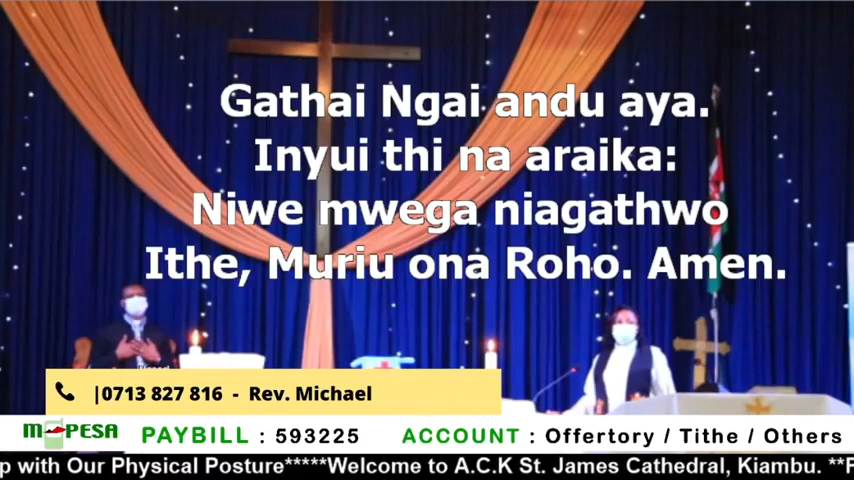 Gathai Ngai andu aya.
Inyui thi na araika:
Niwe mwega niagathwo
Ithe, Muriu ona Roho. Amen.
|0713 827 816 - Rev. Michael
M-PESA PAYBILL : 593225 ACCOUNT : Offertory / Tithe / Others
p with Our Physical Posture*****Welcome to A.C.K St. James Cathedral, Kiambu. **F